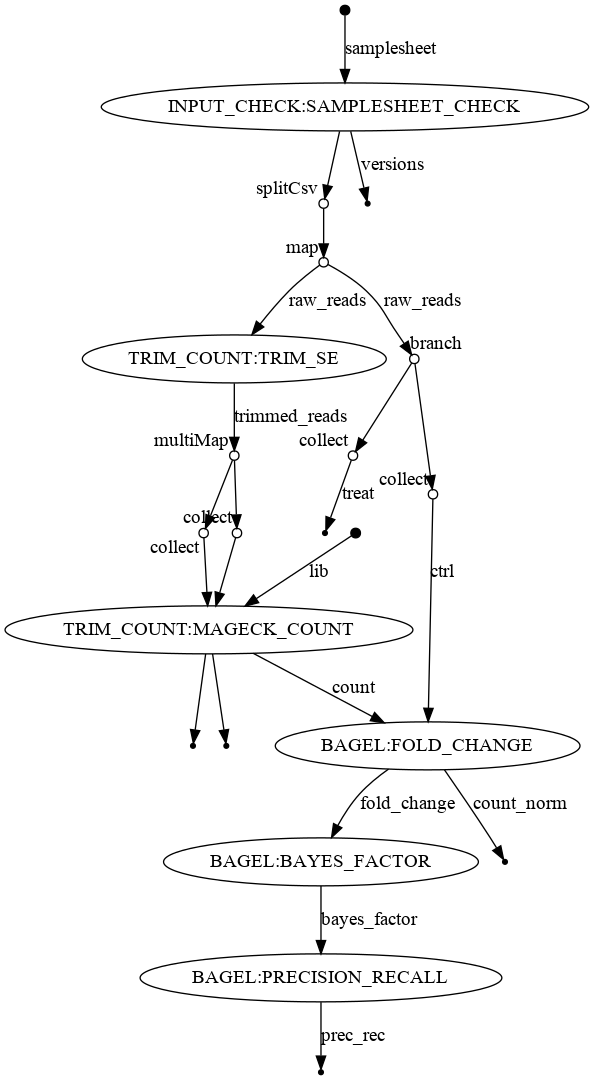 samplesheet
INPUT_CHECK:SAMPLESHEET_CHECK
versions
splitCsv
map
raw_reads
raw_reads
branch
TRIM_COUNT:TRIM_SE
trimmed_reads
multiMap
collect
collect
treat
collect
collect
lib
ctrl
TRIM_COUNT:MAGECK_COUNT
count
BAGEL:FOLD_CHANGE
fold_change
count_norm
BAGEL:BAYES_FACTOR
bayes_factor
BAGEL:PRECISION_RECALL
prec_rec